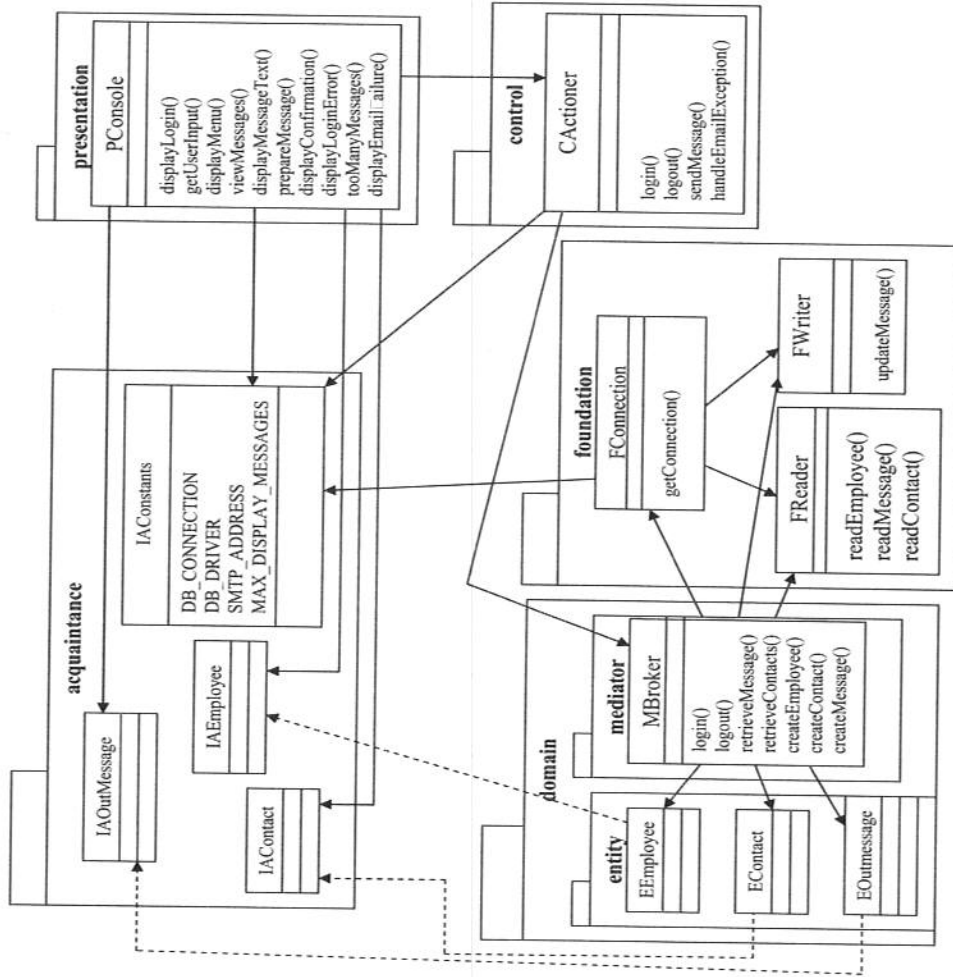 presentation
PConsole
displayLogin()
getUserInput()
displayMenu()
viewMessages()
displayMessageText()
prepareMessage()
displayConfirmation()
displayLoginError()
tooManyMessages()
control
CActioner
login()
logout()
sendMessage()
handleEmailException()
acquaintance
IAOutMessage
IAContact
IAEmployee
IAConstants
DB_CONNECTION
DB_DRIVER
SMTP_ADDRESS
MAX_DISPLAY_MESSAGES
foundation
FConnection
getConnection()
FReader
readEmployee()
readMessage()
readContact()
FWriter
updateMessage()
domain
entity
EEmployee
EContact
EOutmessage
mediator
MBroker
login()
logout()
retrieveMessage()
retrieveContacts()
createEmployee()
createContact()
createMessage()